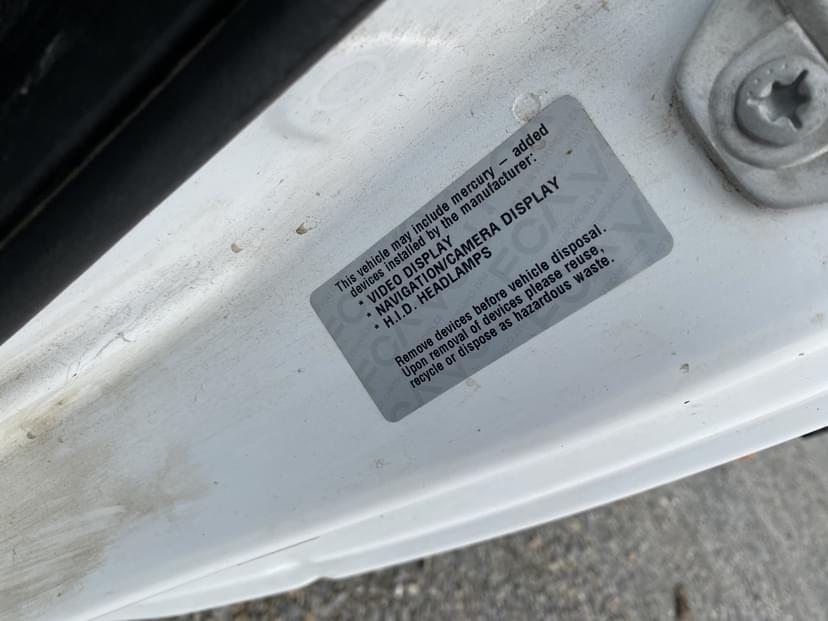 This vehicle may include mercury – added
devices installed by the manufacturer:
* VIDEO DISPLAY
* NAVIGATION/CAMERA DISPLAY
* H.I.D. HEADLAMPS
Remove devices before vehicle disposal.
Upon removal of devices please reuse,
recycle or dispose as hazardous waste.